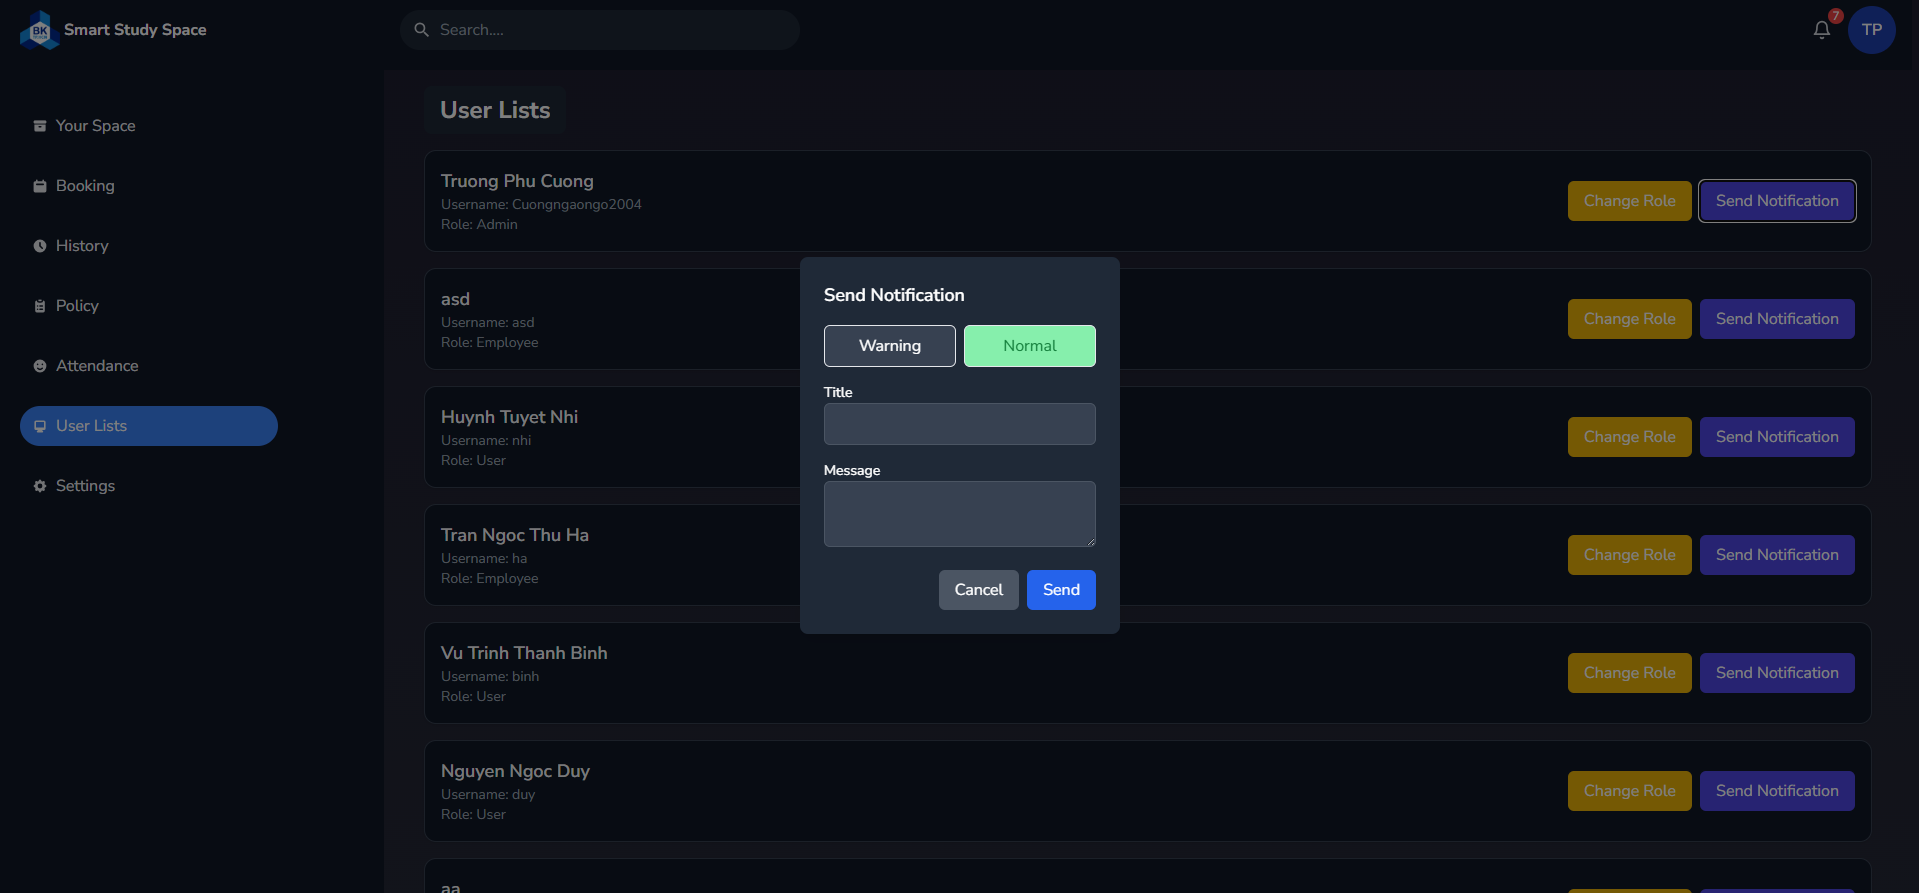 BK
Smart Study Space
Search....
7
TP
Your Space
Booking
History
Policy
Attendance
User Lists
Settings
User Lists
Truong Phu Cuong
Username: Cuongngaongo2004
Role: Admin
Change Role
Send Notification
asd
Username: asd
Role: Employee
Change Role
Send Notification
Huynh Tuyet Nhi
Username: nhi
Role: User
Change Role
Send Notification
Tran Ngoc Thu Ha
Username: ha
Role: Employee
Change Role
Send Notification
Vu Trinh Thanh Binh
Username: binh
Role: User
Change Role
Send Notification
Nguyen Ngoc Duy
Username: duy
Role: User
Change Role
Send Notification
aa
Send Notification
Warning
Normal
Title
Message
Cancel
Send